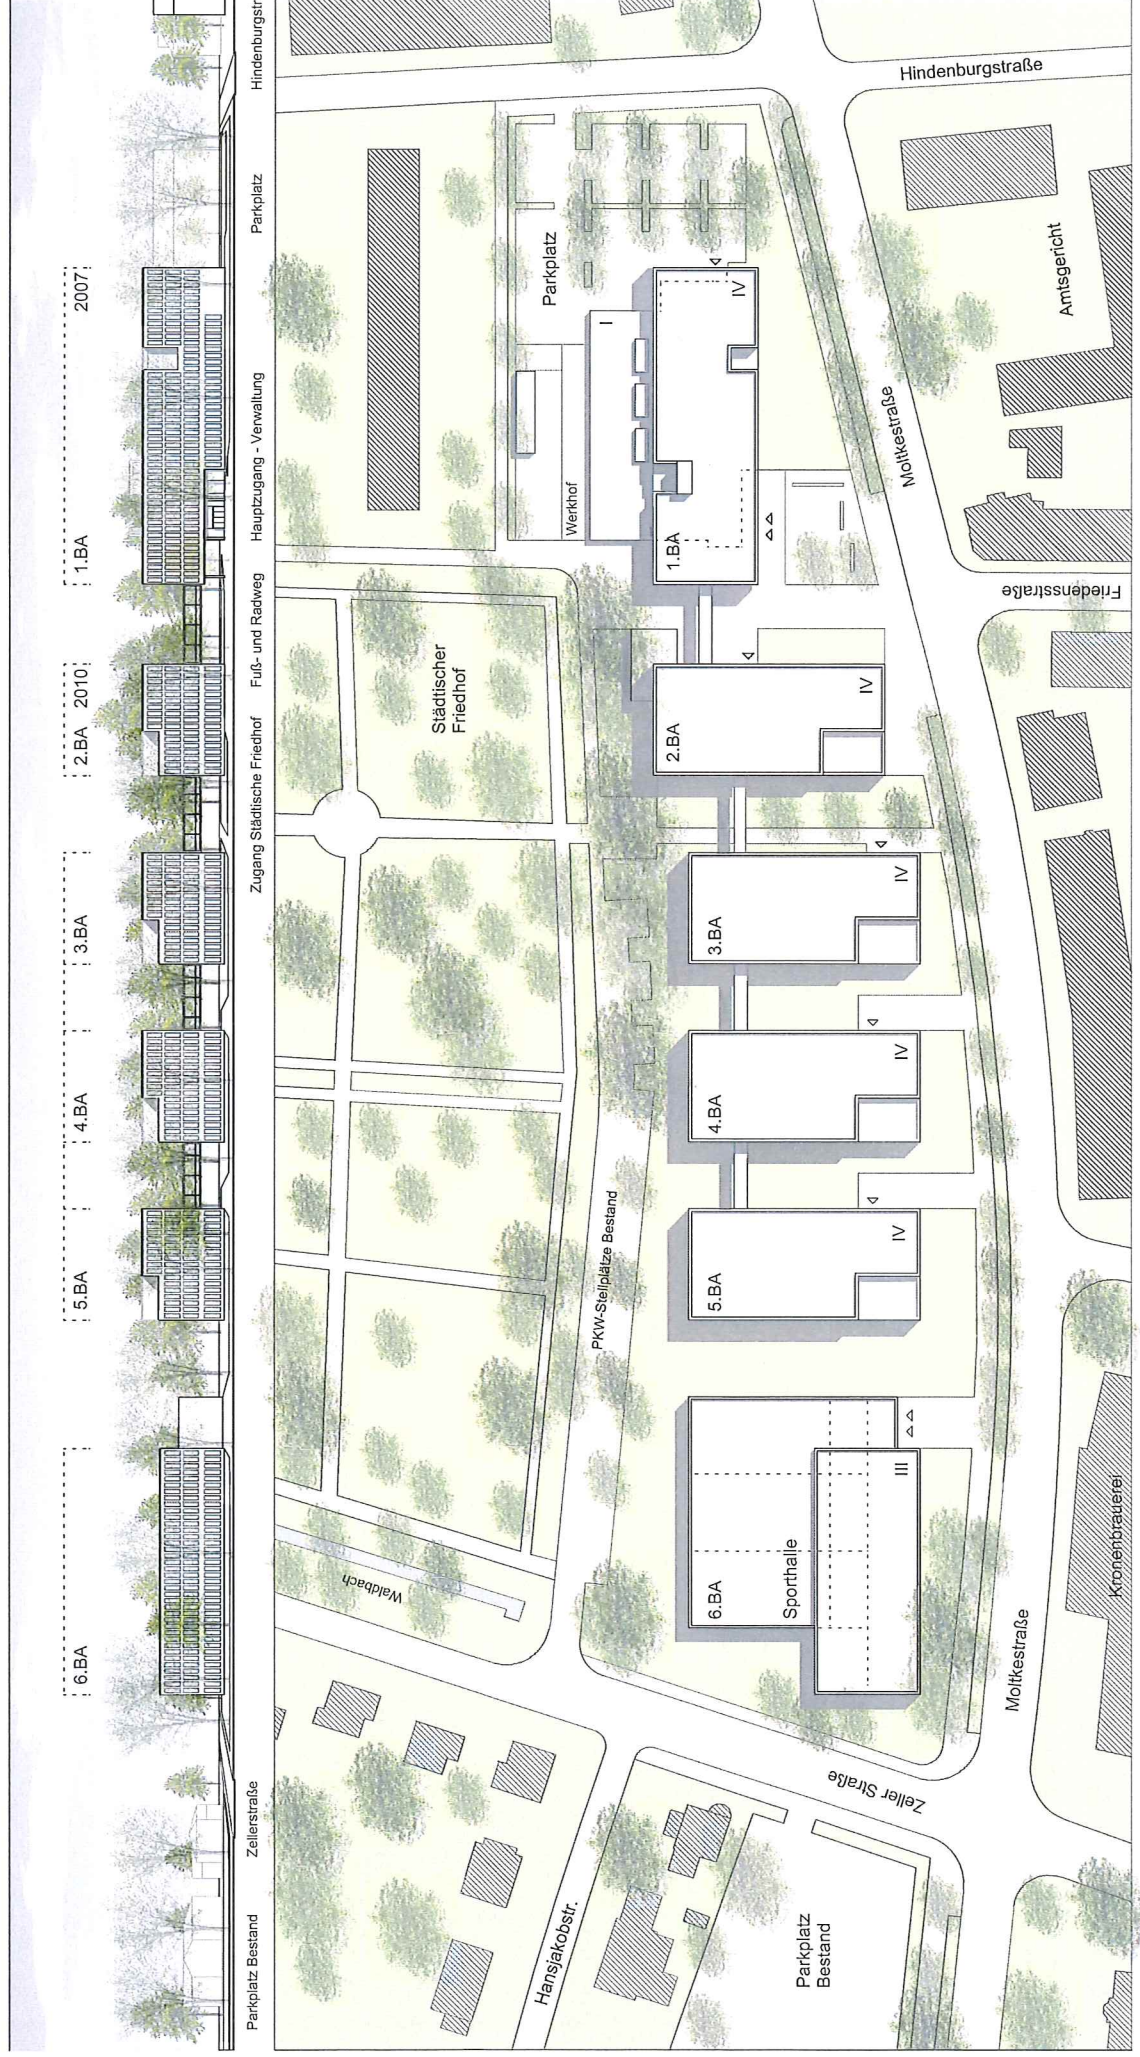 6.BA
5.BA
4.BA
3.BA
2.BA 2010
1.BA 2007
Parkplatz Bestand
Zellerstraße
Zugang Städtische Friedhof
Fuß- und Radweg
Hauptzugang - Verwaltung
Parkplatz
Hindenburgstr
Waldbach
Städtischer
Friedhof
Werkhof
Parkplatz
I
Hansjakobstr.
PKW-Stellplätze Bestand
6.BA
Sporthalle
III
5.BA
IV
4.BA
IV
3.BA
IV
2.BA
IV
1.BA
IV
Parkplatz
Bestand
Zeller Straße
Moltkestraße
Moltkestraße
Hindenburgstraße
Friedensstraße
Amtsgericht
Kronenbrauerei